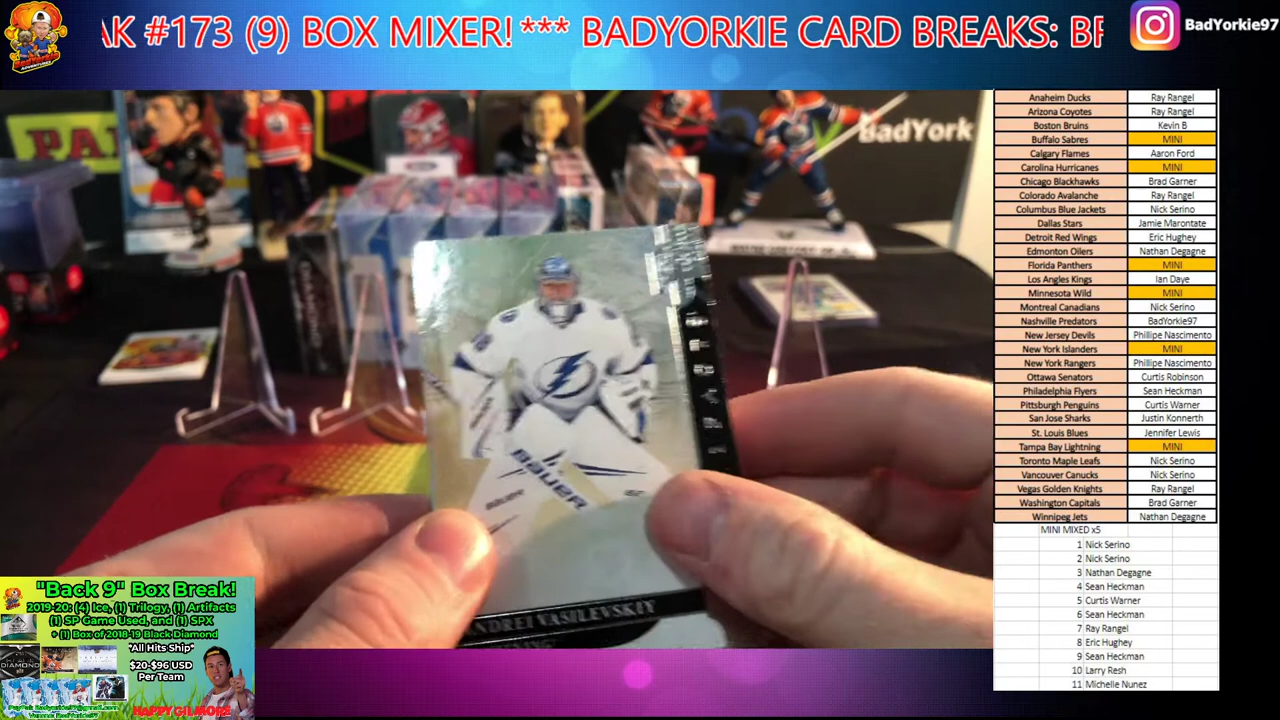 AK #173 (9) BOX MIXER! *** BADYORKIE CARD BREAKS: BR
BadYorkie97
BadYork
Anaheim Ducks Ray Rangel
Arizona Coyotes Ray Rangel
Boston Bruins Kevin B
Buffalo Sabres MINI
Calgary Flames Aaron Ford
Carolina Hurricanes MINI
Chicago Blackhawks Brad Garner
Colorado Avalanche Ray Rangel
Columbus Blue Jackets Nick Serino
Dallas Stars Jamie Marontate
Detroit Red Wings Eric Hughey
Edmonton Oilers Nathan Degagne
Florida Panthers MINI
Los Angeles Kings Ian Daye
Minnesota Wild MINI
Montreal Canadians Nick Serino
Nashville Predators BadYorkie97
New Jersey Devils Phillipe Nascimento
New York Islanders MINI
New York Rangers Phillipe Nascimento
Ottawa Senators Curtis Robinson
Philadelphia Flyers Sean Heckman
Pittsburgh Penguins Curtis Warner
San Jose Sharks Justin Konnerth
St. Louis Blues Jennifer Lewis
Tampa Bay Lightning MINI
Toronto Maple Leafs Nick Serino
Vancouver Canucks Nick Serino
Vegas Golden Knights Ray Rangel
Washington Capitals Brad Garner
Winnipeg Jets Nathan Degagne
MINI MIXED x5
1 Nick Serino
2 Nick Serino
3 Nathan Degagne
4 Sean Heckman
5 Curtis Warner
6 Sean Heckman
7 Ray Rangel
8 Eric Hughey
9 Sean Heckman
10 Larry Resh
11 Michelle Nunez
BAUER
BAUER
NDREI VASILEVSKIY
"Back 9" Box Break!
2019-20: (4) Ice, (1) Trilogy, (1) Artifacts
(1) SP Game Used, and (1) SPX
+ (1) Box of 2018-19 Black Diamond
*All Hits Ship*
$20-$96 USD
Per Team
DIAMOND
HAPPY GILMORE